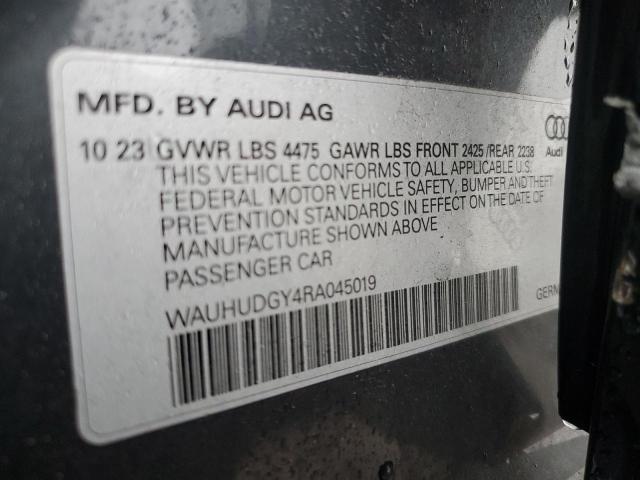 MFD. BY AUDI AG
10 23 GVWR LBS 4475 GAWR LBS FRONT 2425 /REAR 2238
Audi
THIS VEHICLE CONFORMS TO ALL APPLICABLE U.S.
FEDERAL MOTOR VEHICLE SAFETY, BUMPER AND THEFT
PREVENTION STANDARDS IN EFFECT ON THE DATE OF
MANUFACTURE SHOWN ABOVE
PASSENGER CAR
WAUHUDGY4RA045019
GERN